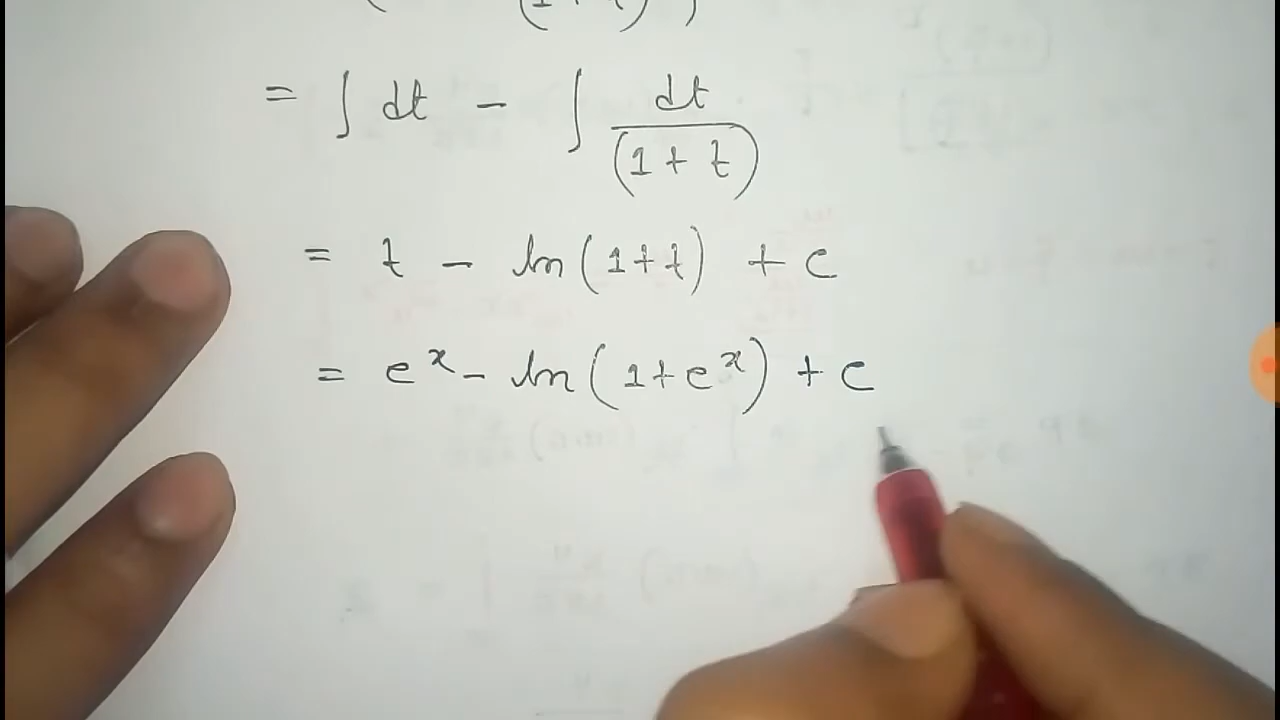 = ∫ dt - ∫ dt/(1 + t)
= t - ln(1+t) + c
= eˣ - ln(1+eˣ) + c